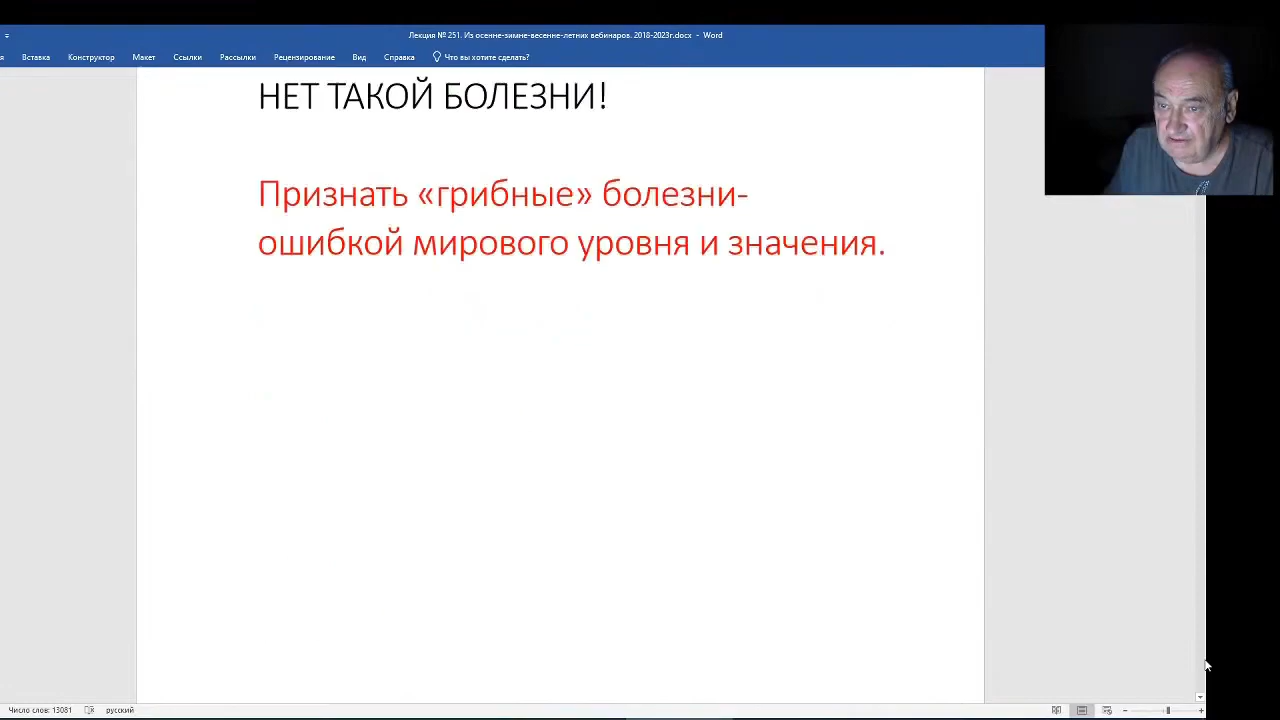 Лекция № 251. Из осенне-зимне-весенне-летних вебинаров. 2018-2023г.docx - Word
Вставка Конструктор Макет Ссылки Рассылки Рецензирование Вид Справка Что вы хотите сделать?
НЕТ ТАКОЙ БОЛЕЗНИ!
Признать «грибные» болезни-
ошибкой мирового уровня и значения.
Число слов: 13081 русский